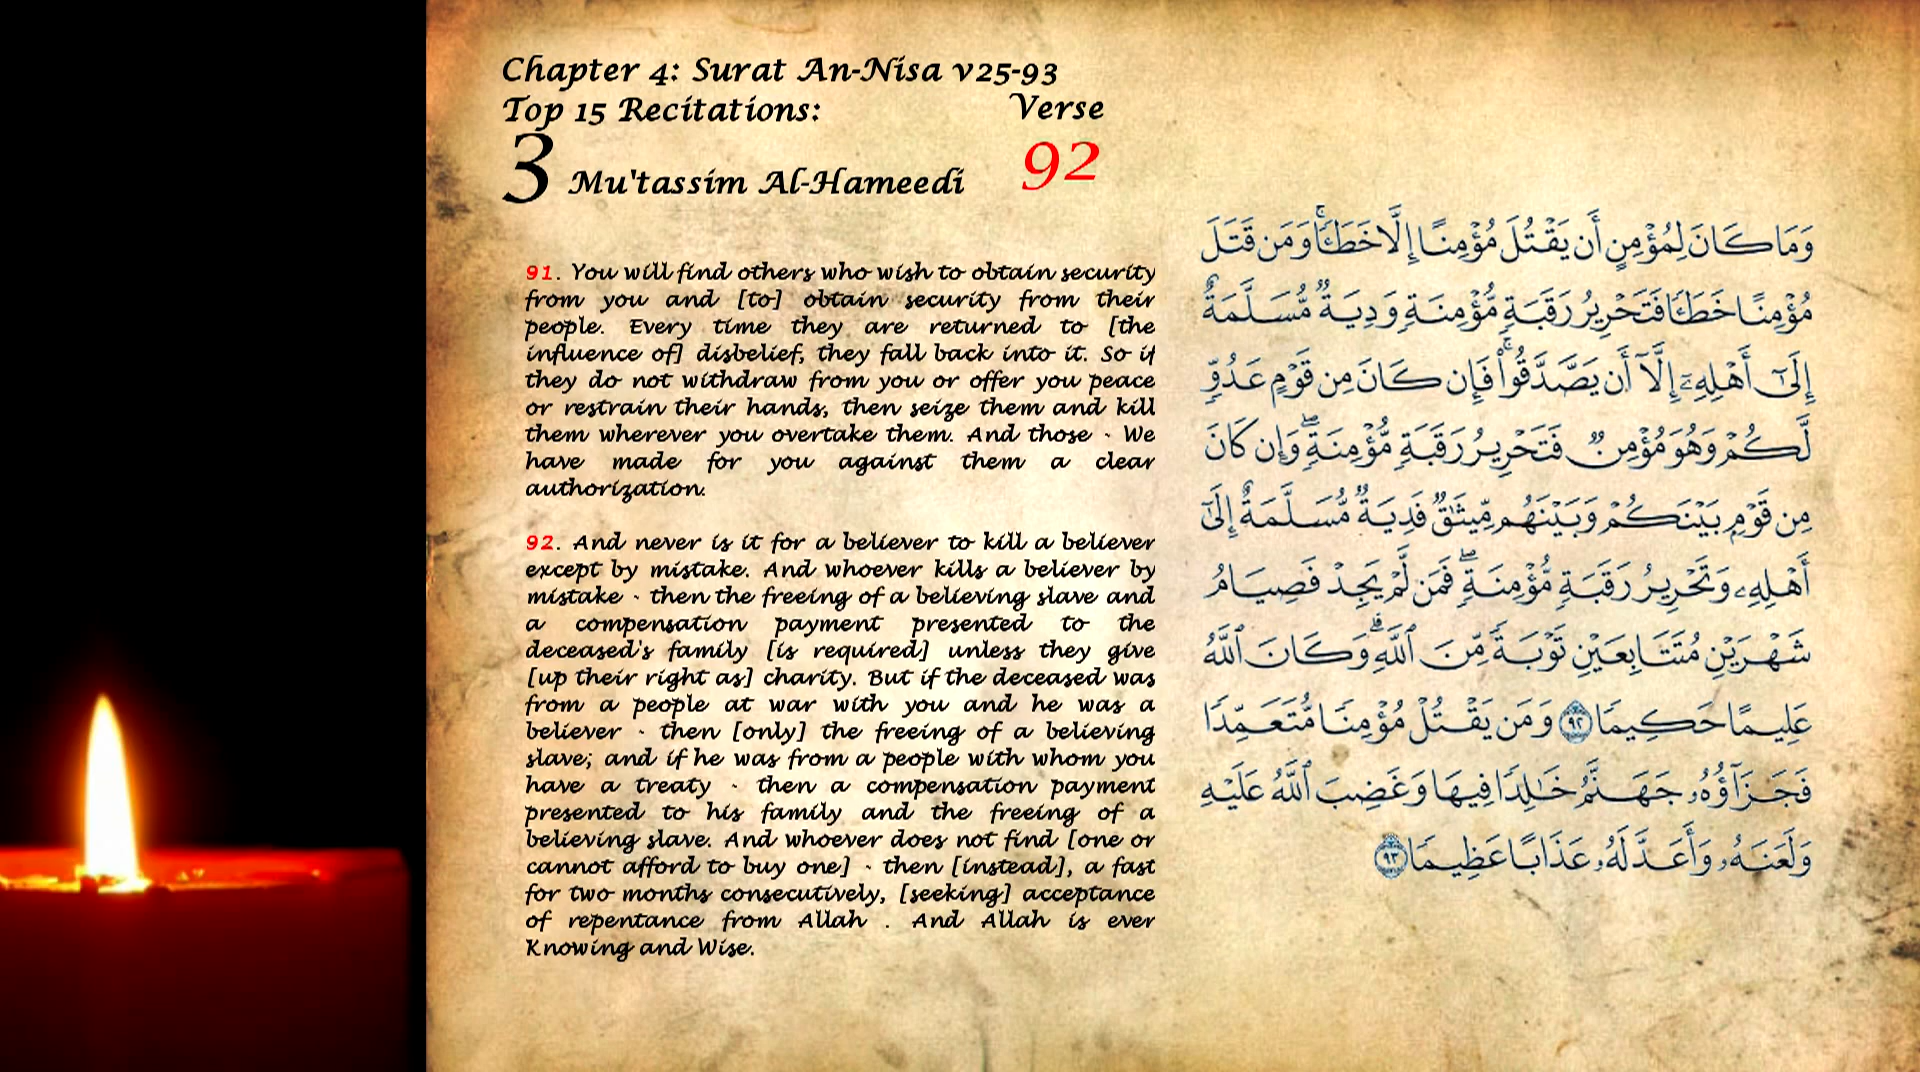 Chapter 4: Surat An-Nisa v25-93
Top 15 Recitations:
Verse
3 Mu'tassim Al-Hameedi
92
91. You will find others who wish to obtain security
from you and [to] obtain security from their
people. Every time they are returned to [the
influence of] disbelief, they fall back into it. So if
they do not withdraw from you or offer you peace
or restrain their hands, then seize them and kill
them wherever you overtake them. And those - We
have made for you against them a clear
authorization.
92. And never is it for a believer to kill a believer
except by mistake. And whoever kills a believer by
mistake - then the freeing of a believing slave and
a compensation payment presented to the
deceased's family [is required] unless they give
[up their right as] charity. But if the deceased was
from a people at war with you and he was a
believer - then [only] the freeing of a believing
slave; and if he was from a people with whom you
have a treaty - then a compensation payment
presented to his family and the freeing of a
believing slave. And whoever does not find [one or
cannot afford to buy one] - then [instead], a fast
for two months consecutively, [seeking] acceptance
of repentance from Allah . And Allah is ever
Knowing and Wise.
وَمَا كَانَ لِمُؤْمِنٍ أَن يَقْتُلَ مُؤْمِنًا إِلَّا خَطَـًٔا ۚ وَمَن قَتَلَ
مُؤْمِنًا خَطَـًٔا فَتَحْرِيرُ رَقَبَةٍ مُّؤْمِنَةٍ وَدِيَةٌ مُّسَلَّمَةٌ
إِلَىٰٓ أَهْلِهِۦٓ إِلَّآ أَن يَصَّدَّقُوا۟ ۚ فَإِن كَانَ مِن قَوْمٍ عَدُوٍّ
لَّكُمْ وَهُوَ مُؤْمِنٌ فَتَحْرِيرُ رَقَبَةٍ مُّؤْمِنَةٍ ۖ وَإِن كَانَ
مِن قَوْمٍۭ بَيْنَكُمْ وَبَيْنَهُم مِّيثَـٰقٌ فَدِيَةٌ مُّسَلَّمَةٌ إِلَىٰٓ
أَهْلِهِۦ وَتَحْرِيرُ رَقَبَةٍ مُّؤْمِنَةٍ ۖ فَمَن لَّمْ يَجِدْ فَصِيَامُ
شَهْرَيْنِ مُتَتَابِعَيْنِ تَوْبَةً مِّنَ ٱللَّهِ ۗ وَكَانَ ٱللَّهُ
عَلِيمًا حَكِيمًا ٩٢ وَمَن يَقْتُلْ مُؤْمِنًا مُّتَعَمِّدًا
فَجَزَآؤُهُۥ جَهَنَّمُ خَـٰلِدًا فِيهَا وَغَضِبَ ٱللَّهُ عَلَيْهِ
وَلَعَنَهُۥ وَأَعَدَّ لَهُۥ عَذَابًا عَظِيمًا ٩٣